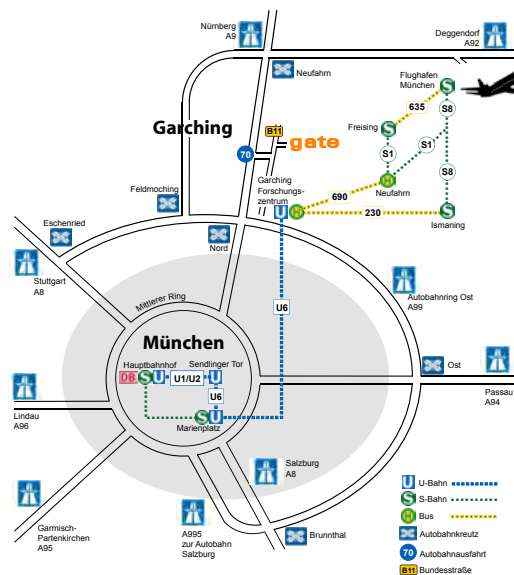 Nürnberg
A9
Deggendorf
A92
Neufahrn
Flughafen
München
635
S8
Garching
B11
gate
Freising
S1
S1
70
Garching
Forschungs-
zentrum
S8
Neufahrn
Feldmoching
690
U
H
230
Ismaning
Eschenried
Nord
Stuttgart
A8
Mittlerer Ring
Autobahnring Ost
A99
U6
München
Hauptbahnhof
Sendlinger Tor
DB
S
U
U1/U2
U
Ost
Passau
A94
U6
Lindau
A96
S
U
Marienplatz
Salzburg
A8
U
U-Bahn
S
S-Bahn
H
Bus
Autobahnkreutz
70
Autobahnausfahrt
B11
Bundesstraße
Garmisch-
Partenkirchen
A95
A995
zur Autobahn
Salzburg
Brunnthal
S
S
H
S